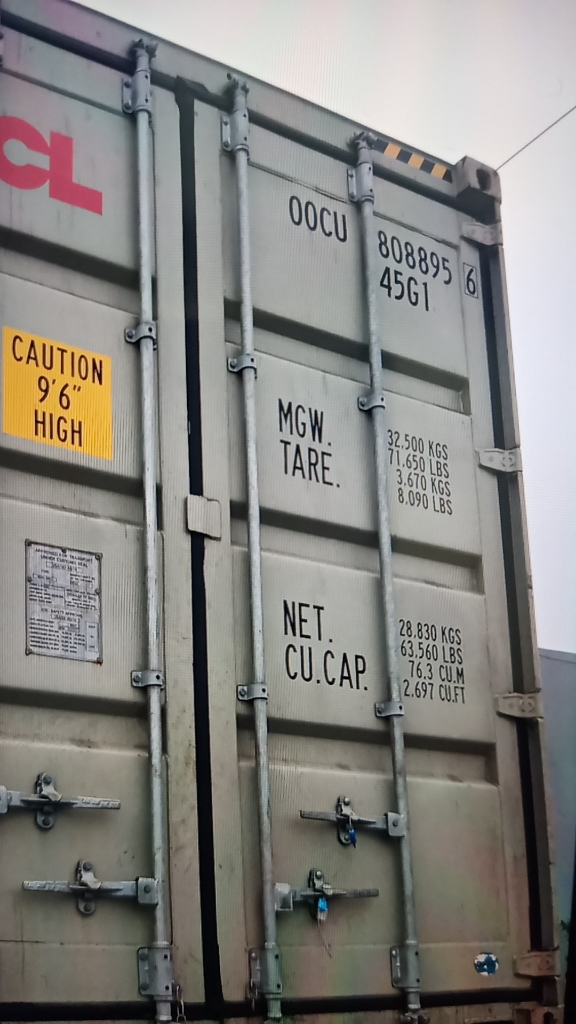 CL
OOCU 808895 6
45G1
CAUTION
9'6"
HIGH
MGW. 32.500 KGS
71.650 LBS
TARE. 3.670 KGS
8.090 LBS
NET. 28.830 KGS
63.560 LBS
CU.CAP. 76.3 CU.M
2.697 CU.FT